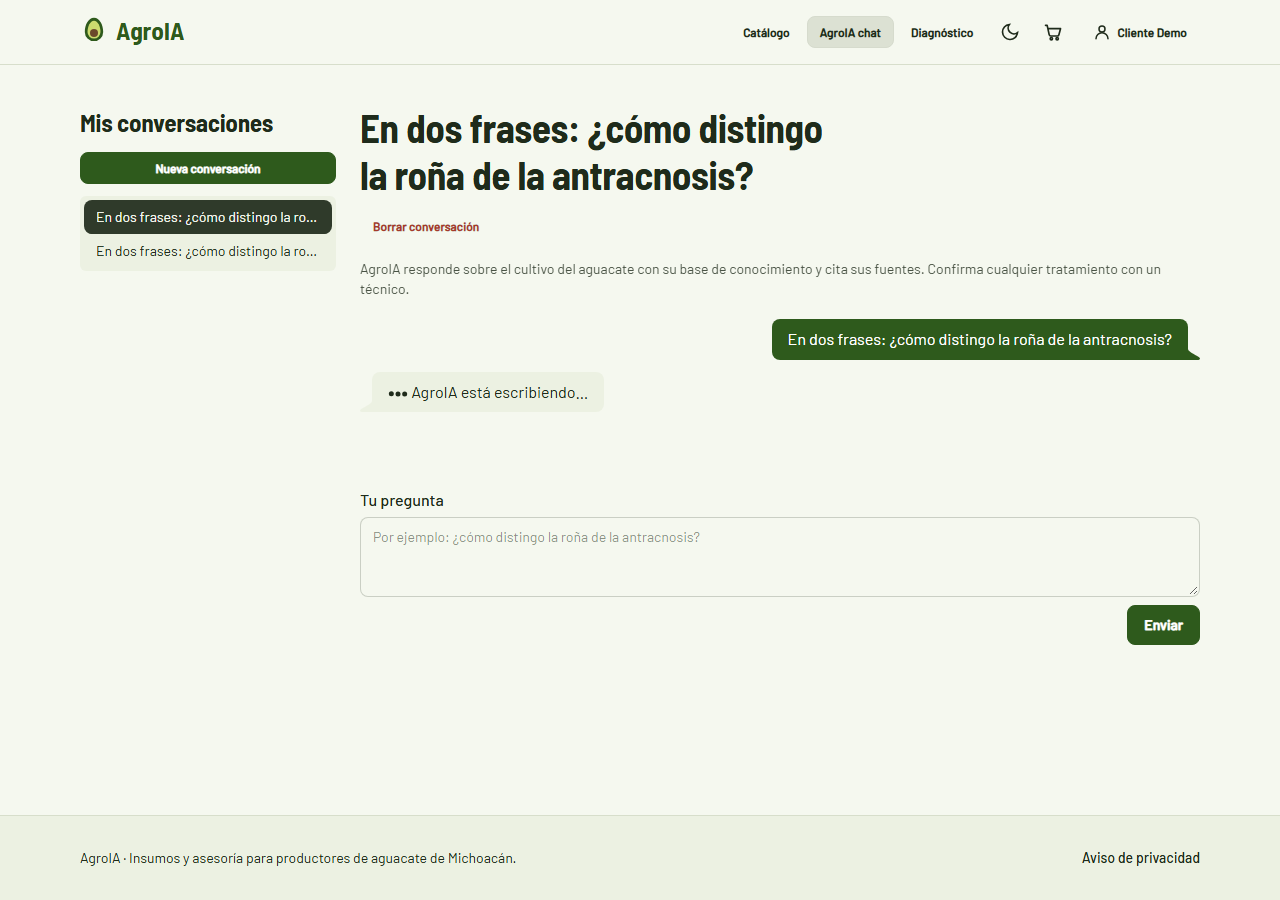 AgroIA
Catálogo
AgroIA chat
Diagnóstico
Cliente Demo
Mis conversaciones
Nueva conversación
En dos frases: ¿cómo distingo la ro...
En dos frases: ¿cómo distingo la ro...
En dos frases: ¿cómo distingo
la roña de la antracnosis?
Borrar conversación
AgroIA responde sobre el cultivo del aguacate con su base de conocimiento y cita sus fuentes. Confirma cualquier tratamiento con un
técnico.
En dos frases: ¿cómo distingo la roña de la antracnosis?
AgroIA está escribiendo...
Tu pregunta
Por ejemplo: ¿cómo distingo la roña de la antracnosis?
Enviar
AgroIA · Insumos y asesoría para productores de aguacate de Michoacán.
Aviso de privacidad